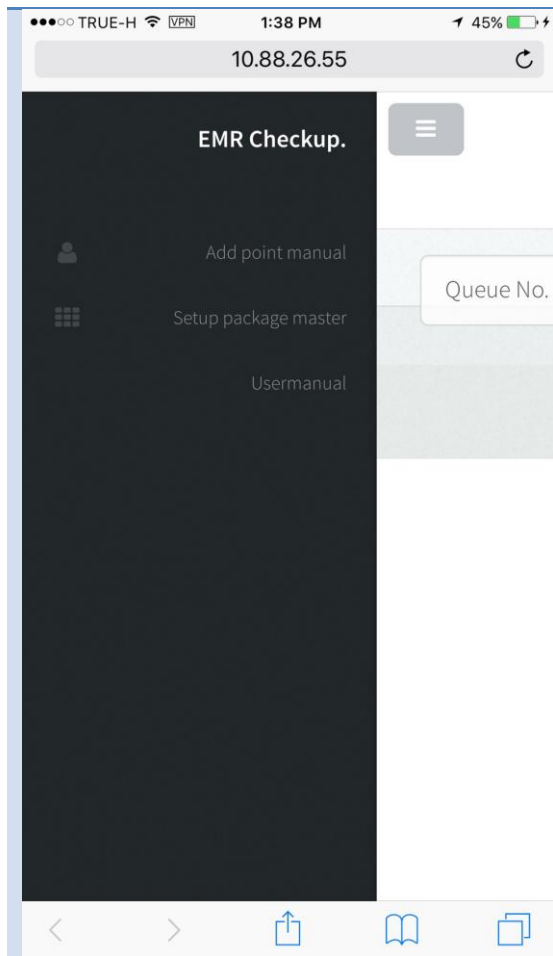 TRUE-H VPN 1:38 PM 45%
10.88.26.55
EMR Checkup.
Add point manual
Queue No.
Setup package master
Usermanual